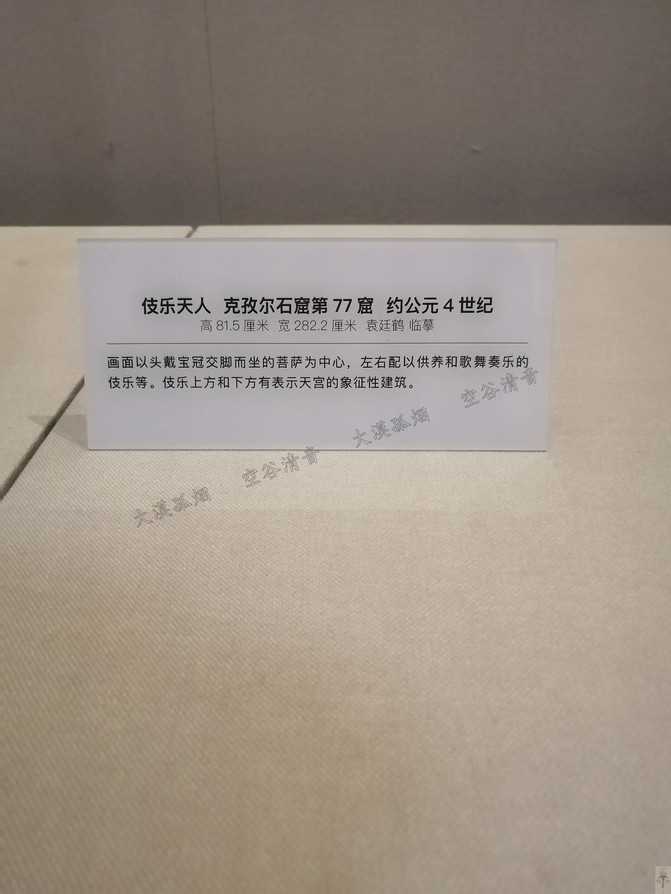 伎乐天人 克孜尔石窟第 77 窟 约公元 4 世纪
高 81.5 厘米 宽 282.2 厘米 袁廷鹤 临摹
画面以头戴宝冠交脚而坐的菩萨为中心，左右配以供养和歌舞奏乐的
伎乐等。伎乐上方和下方有表示天宫的象征性建筑。
大漠孤烟 空谷清音 大漠孤烟 空谷清音